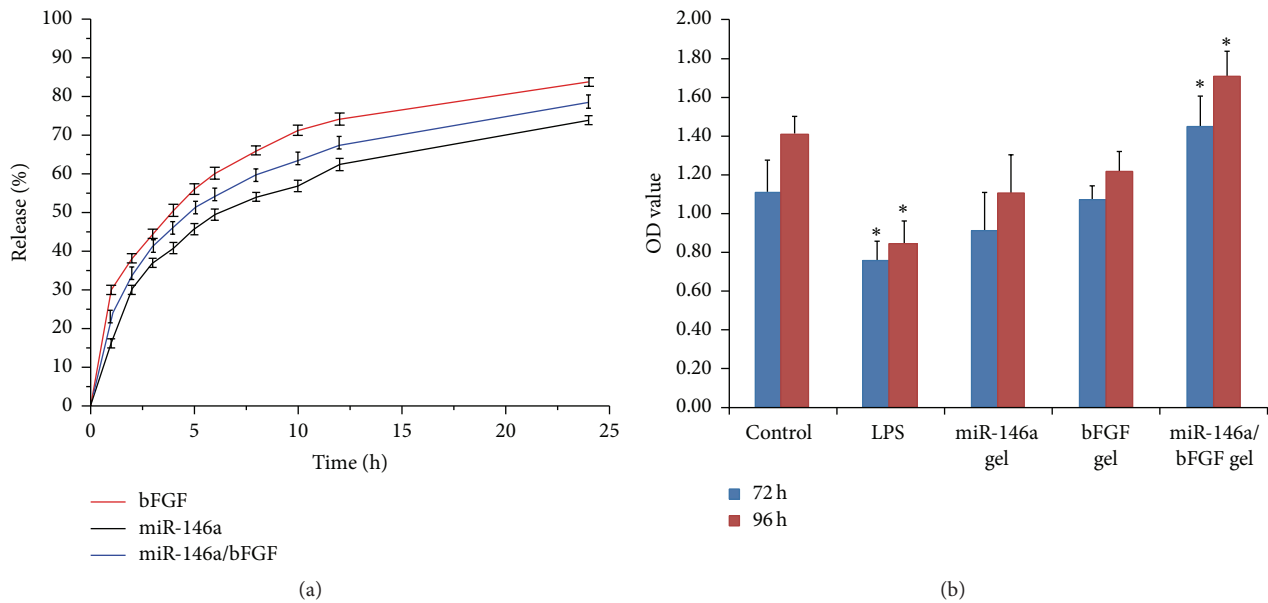 100
90
80
70
60
50
40
30
20
10
0
Release (%)
0 5 10 15 20 25
Time (h)
bFGF
miR-146a
miR-146a/bFGF
(a)
2.00
1.80
1.60
1.40
1.20
1.00
0.80
0.60
0.40
0.20
0.00
OD value
* * * *
Control LPS miR-146a gel bFGF gel miR-146a/ bFGF gel
72 h
96 h
(b)